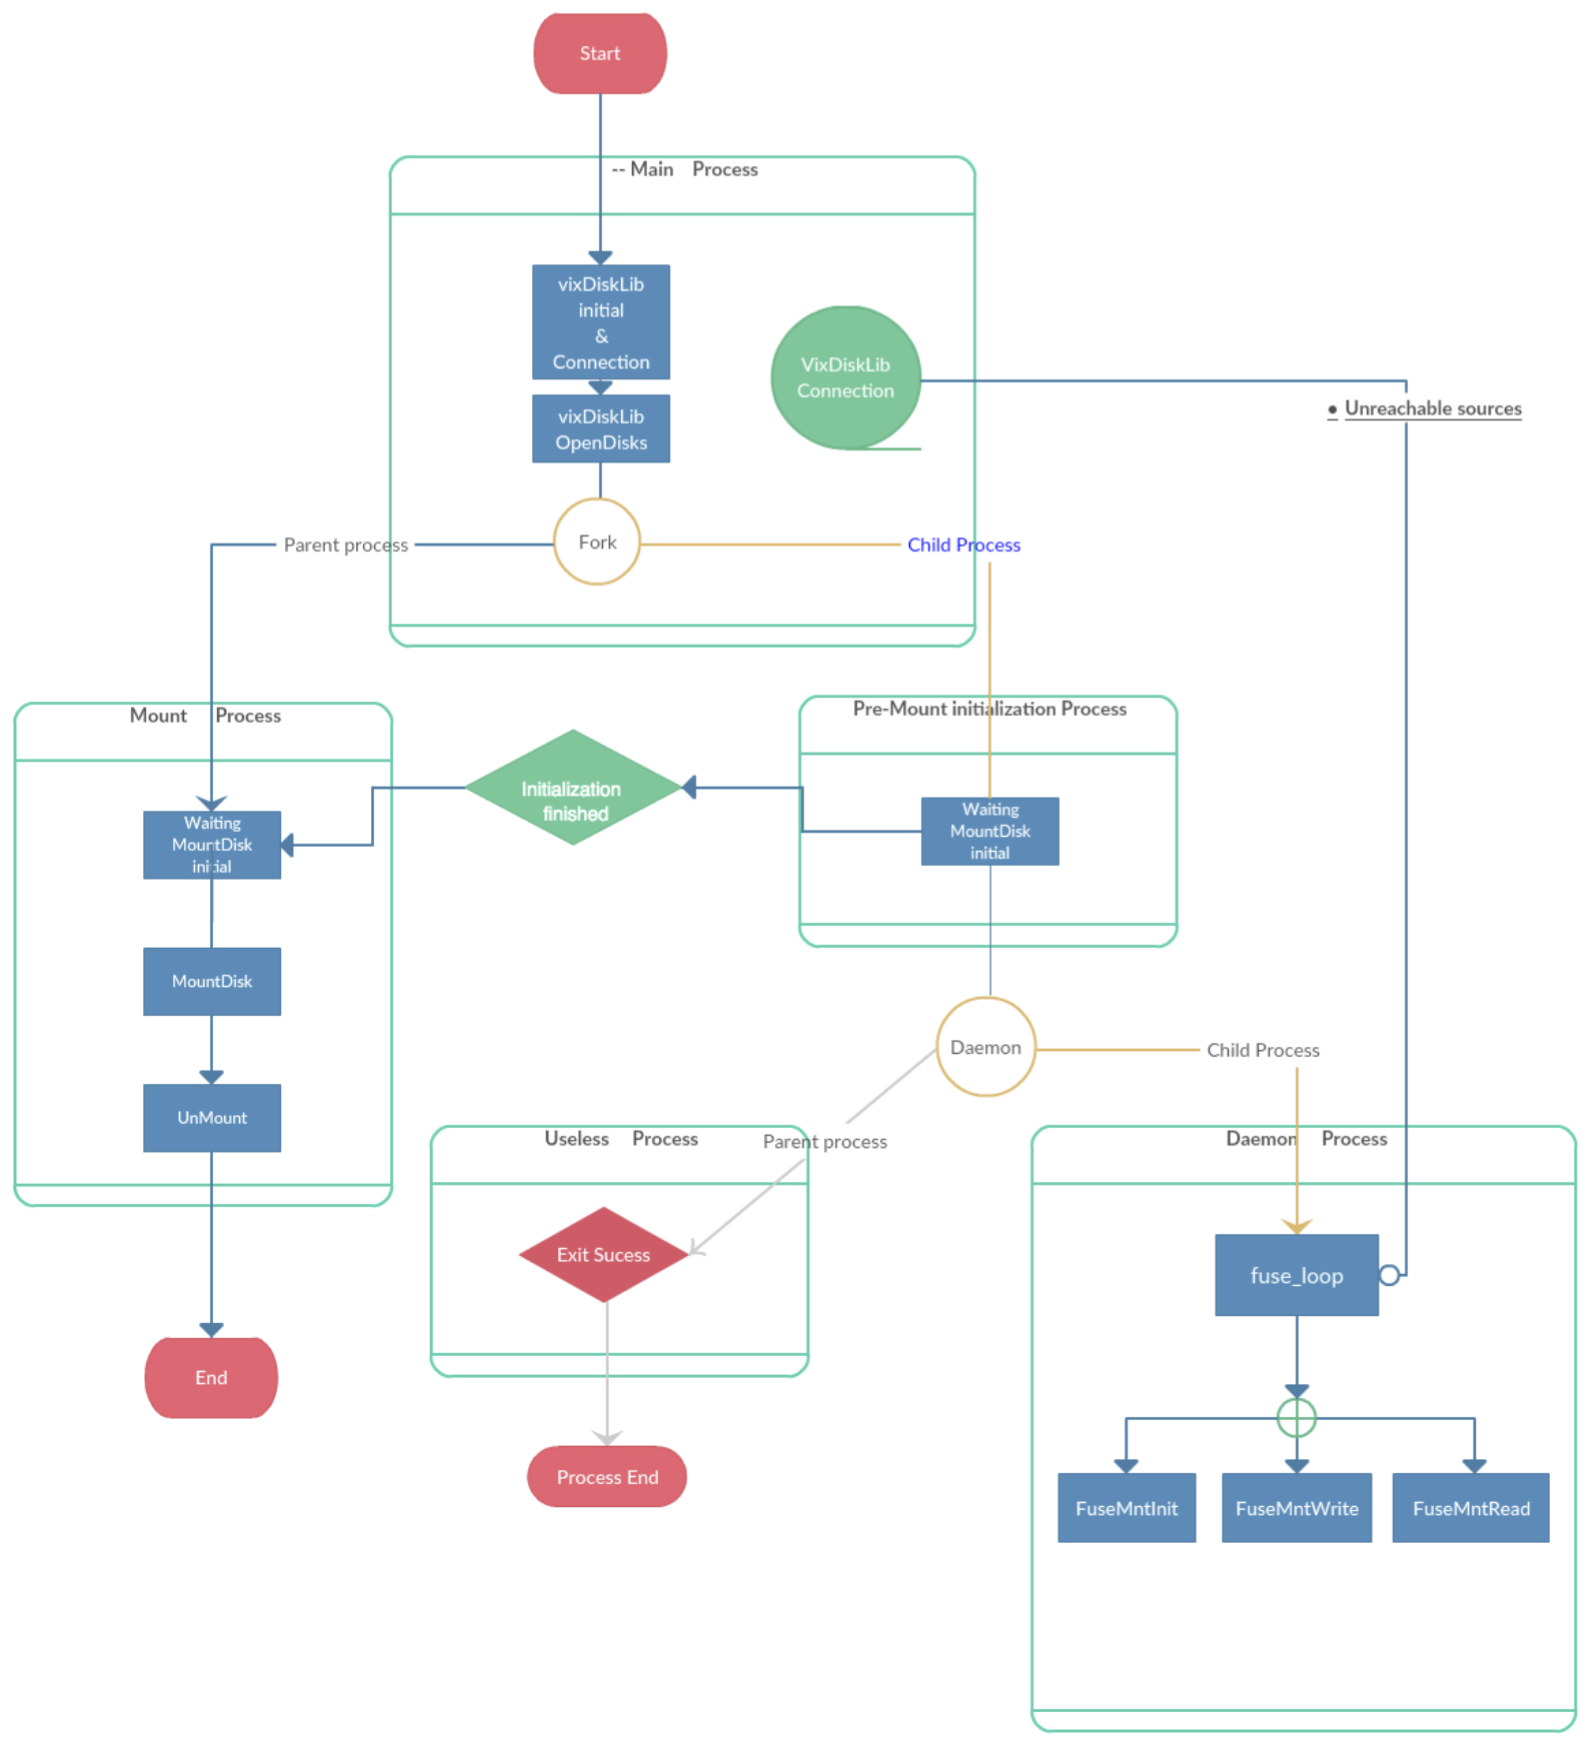 Start
-- Main Process
vixDiskLib
initial
&
Connection
VixDiskLib
Connection
vixDiskLib
OpenDisks
• Unreachable sources
Fork
Parent process
Child Process
Mount Process
Pre-Mount initialization Process
Initialization
finished
Waiting
MountDisk
initial
Waiting
MountDisk
initial
MountDisk
UnMount
Daemon
Child Process
Parent process
Useless Process
Daemon Process
Exit Sucess
fuse_loop
End
Process End
FuseMntInit
FuseMntWrite
FuseMntRead